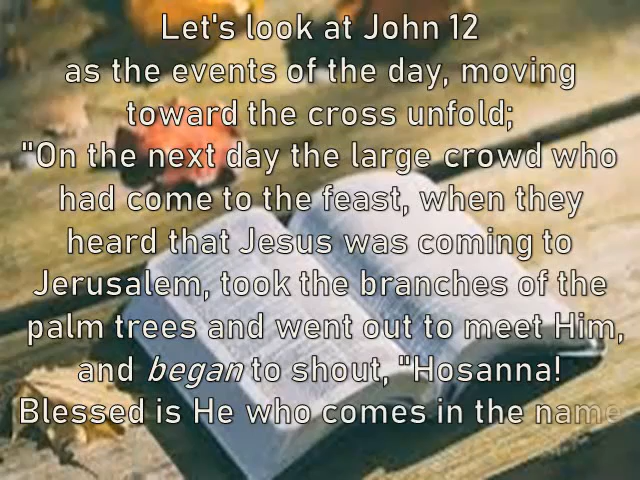 Let's look at John 12
as the events of the day, moving
toward the cross unfold;
"On the next day the large crowd who
had come to the feast, when they
heard that Jesus was coming to
Jerusalem, took the branches of the
palm trees and went out to meet Him,
and began to shout, "Hosanna!
Blessed is He who comes in the name